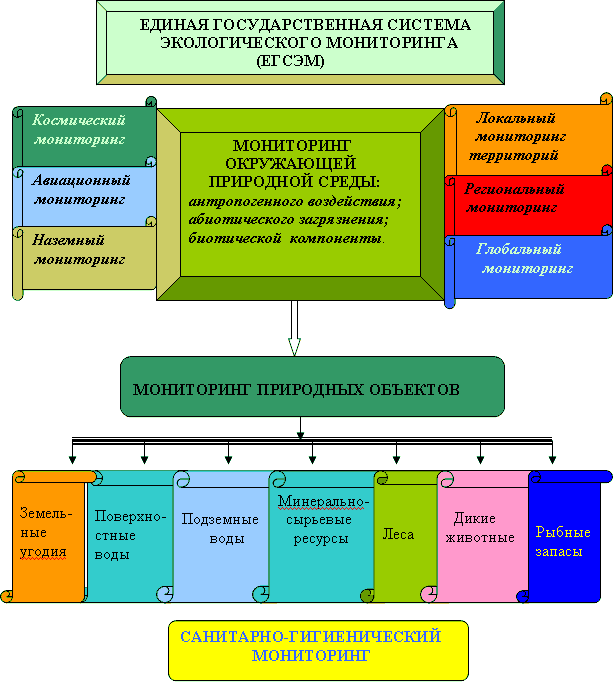 ЕДИНАЯ ГОСУДАРСТВЕННАЯ СИСТЕМА
ЭКОЛОГИЧЕСКОГО МОНИТОРИНГА
(ЕГСЭМ)
Космический
мониторинг
Авиационный
мониторинг
Наземный
мониторинг
МОНИТОРИНГ
ОКРУЖАЮЩЕЙ
ПРИРОДНОЙ СРЕДЫ:
антропогенного воздействия;
абиотического загрязнения;
биотической компоненты.
Локальный
мониторинг
территорий
Региональный
мониторинг
Глобальный
мониторинг
МОНИТОРИНГ ПРИРОДНЫХ ОБЪЕКТОВ
Земель-
ные
угодия
Поверхно-
стные
воды
Подземные
воды
Минерально-
сырьевые
ресурсы
Леса
Дикие
животные
Рыбные
запасы
САНИТАРНО-ГИГИЕНИЧЕСКИЙ
МОНИТОРИНГ